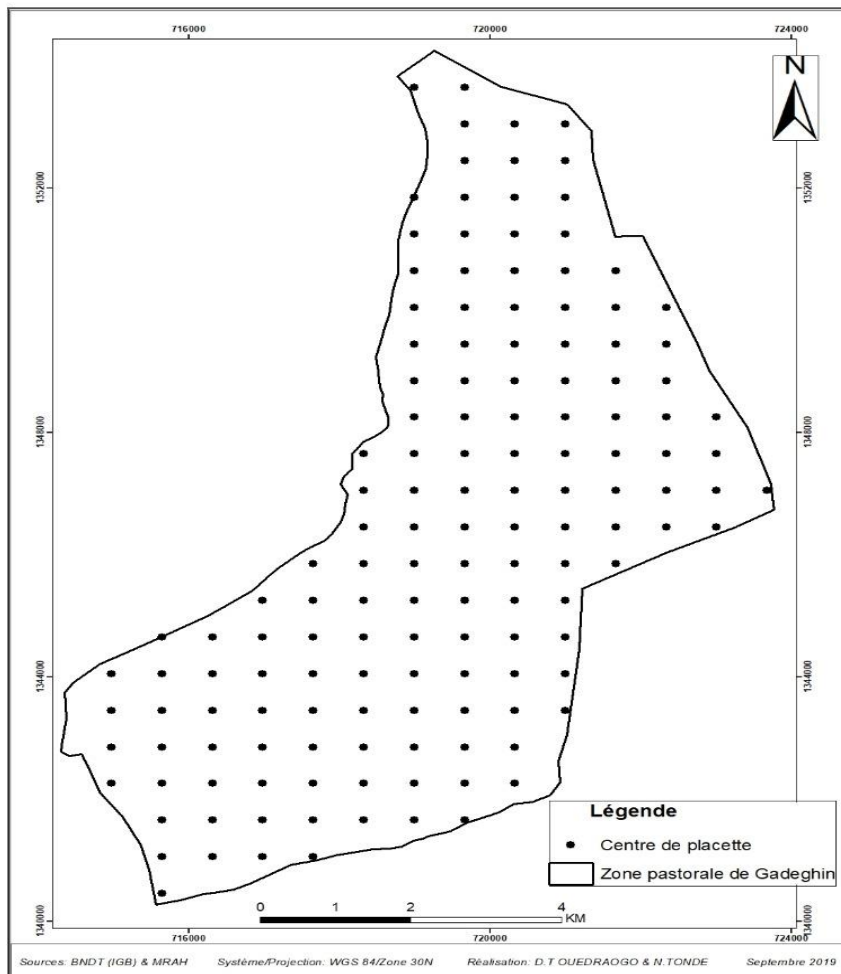 716000 720000 724000
N
1352000 1352000
1348000 1348000
1344000 1344000
1340000 1340000
Légende
Centre de placette
Zone pastorale de Gadeghin
0 1 2 4
KM
716000 720000 724000
Sources: BNDT (IGB) & MRAH Système/Projection: WGS 84/Zone 30N Réalisation: D.T OUEDRAOGO & N.TONDE Septembre 2019